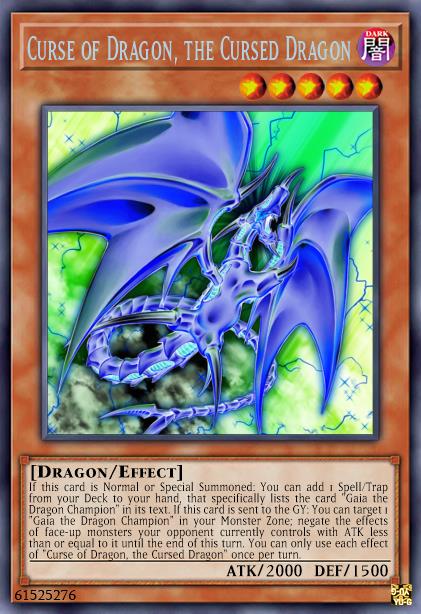 CURSE OF DRAGON, THE CURSED DRAGON
DARK
闇
[DRAGON/EFFECT]
If this card is Normal or Special Summoned: You can add 1 Spell/Trap
from your Deck to your hand, that specifically lists the card "Gaia the
Dragon Champion" in its text. If this card is sent to the GY: You can target 1
"Gaia the Dragon Champion" in your Monster Zone; negate the effects
of face-up monsters your opponent currently controls with ATK less
than or equal to it until the end of this turn. You can only use each effect
of "Curse of Dragon, the Cursed Dragon" once per turn.
ATK/2000 DEF/1500
61525276